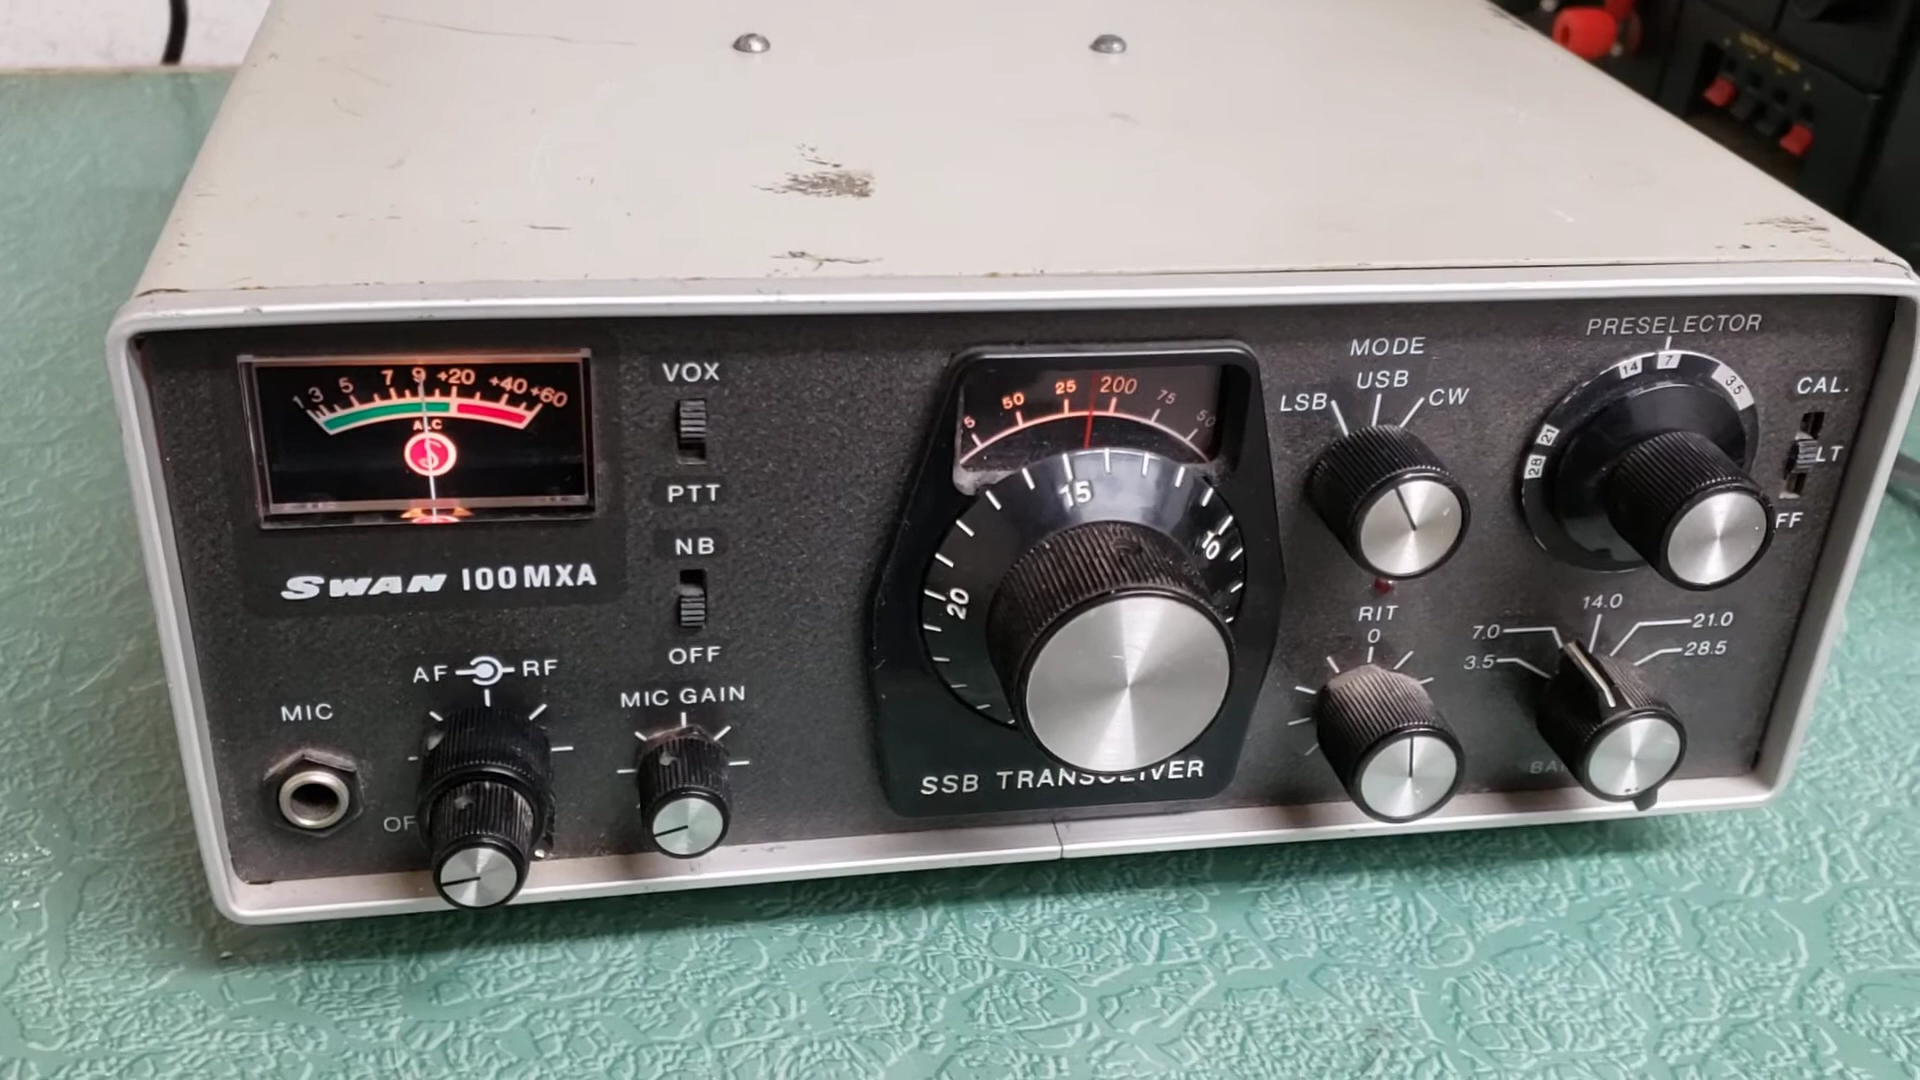 1 3 5 7 9 +20 +40 +60
ALC
S
SWAN 100MXA
VOX
PTT
NB
OFF
AF RF
MIC
MIC GAIN
5 50 25 200 75 50
15
10
20
SSB TRANSCEIVER
MODE
USB
LSB CW
RIT
0
PRESELECTOR
14 7 3.5
21
28
CAL.
14.0
7.0 21.0
3.5 28.5